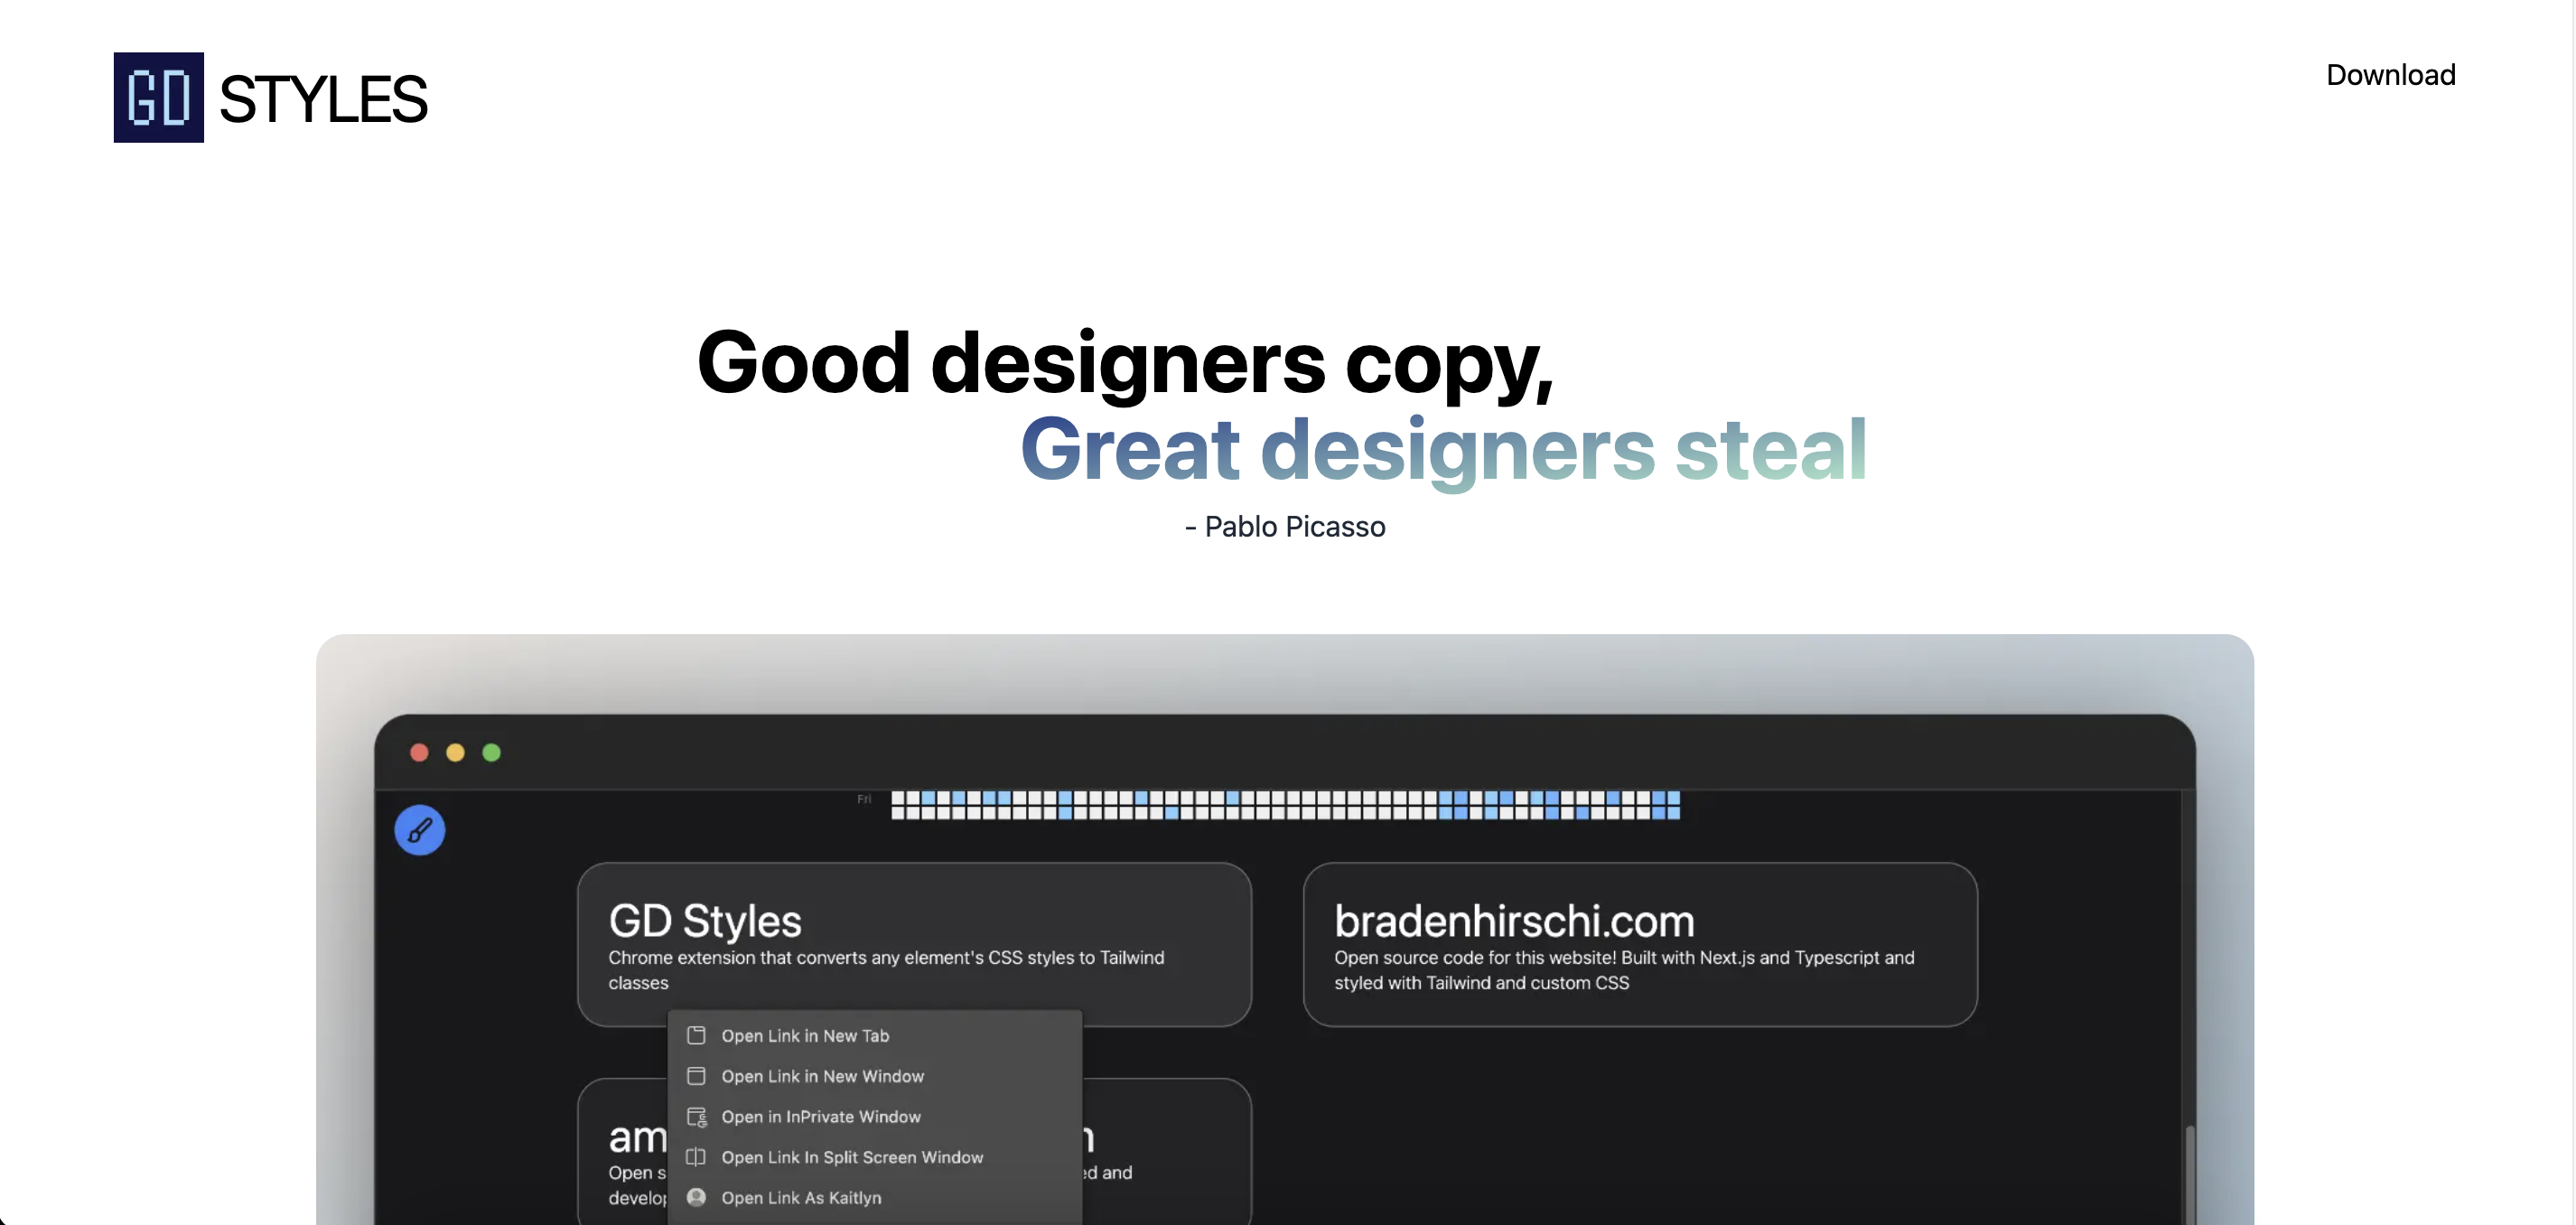 GD STYLES
Download
Good designers copy,
Great designers steal
- Pablo Picasso
Fri
GD Styles
Chrome extension that converts any element's CSS styles to Tailwind
classes
bradenhirschi.com
Open source code for this website! Built with Next.js and Typescript and
styled with Tailwind and custom CSS
Open Link in New Tab
Open Link in New Window
Open in InPrivate Window
Open Link In Split Screen Window
Open Link As Kaitlyn
am
Open s
ed and
develop